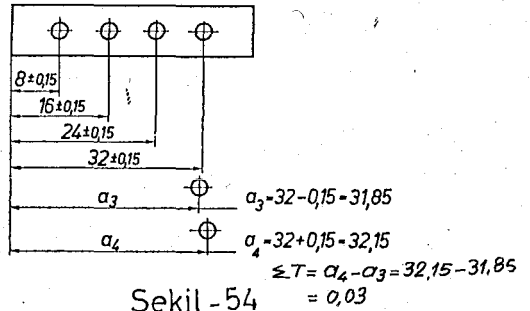 8±0,15
16±0,15
24±0,15
32±0,15
a₃ a₃=32-0,15=31,85
a₄ a₄=32+0,15=32,15
ΣT= a₄-a₃=32,15-31,85
= 0,03
Şekil-54